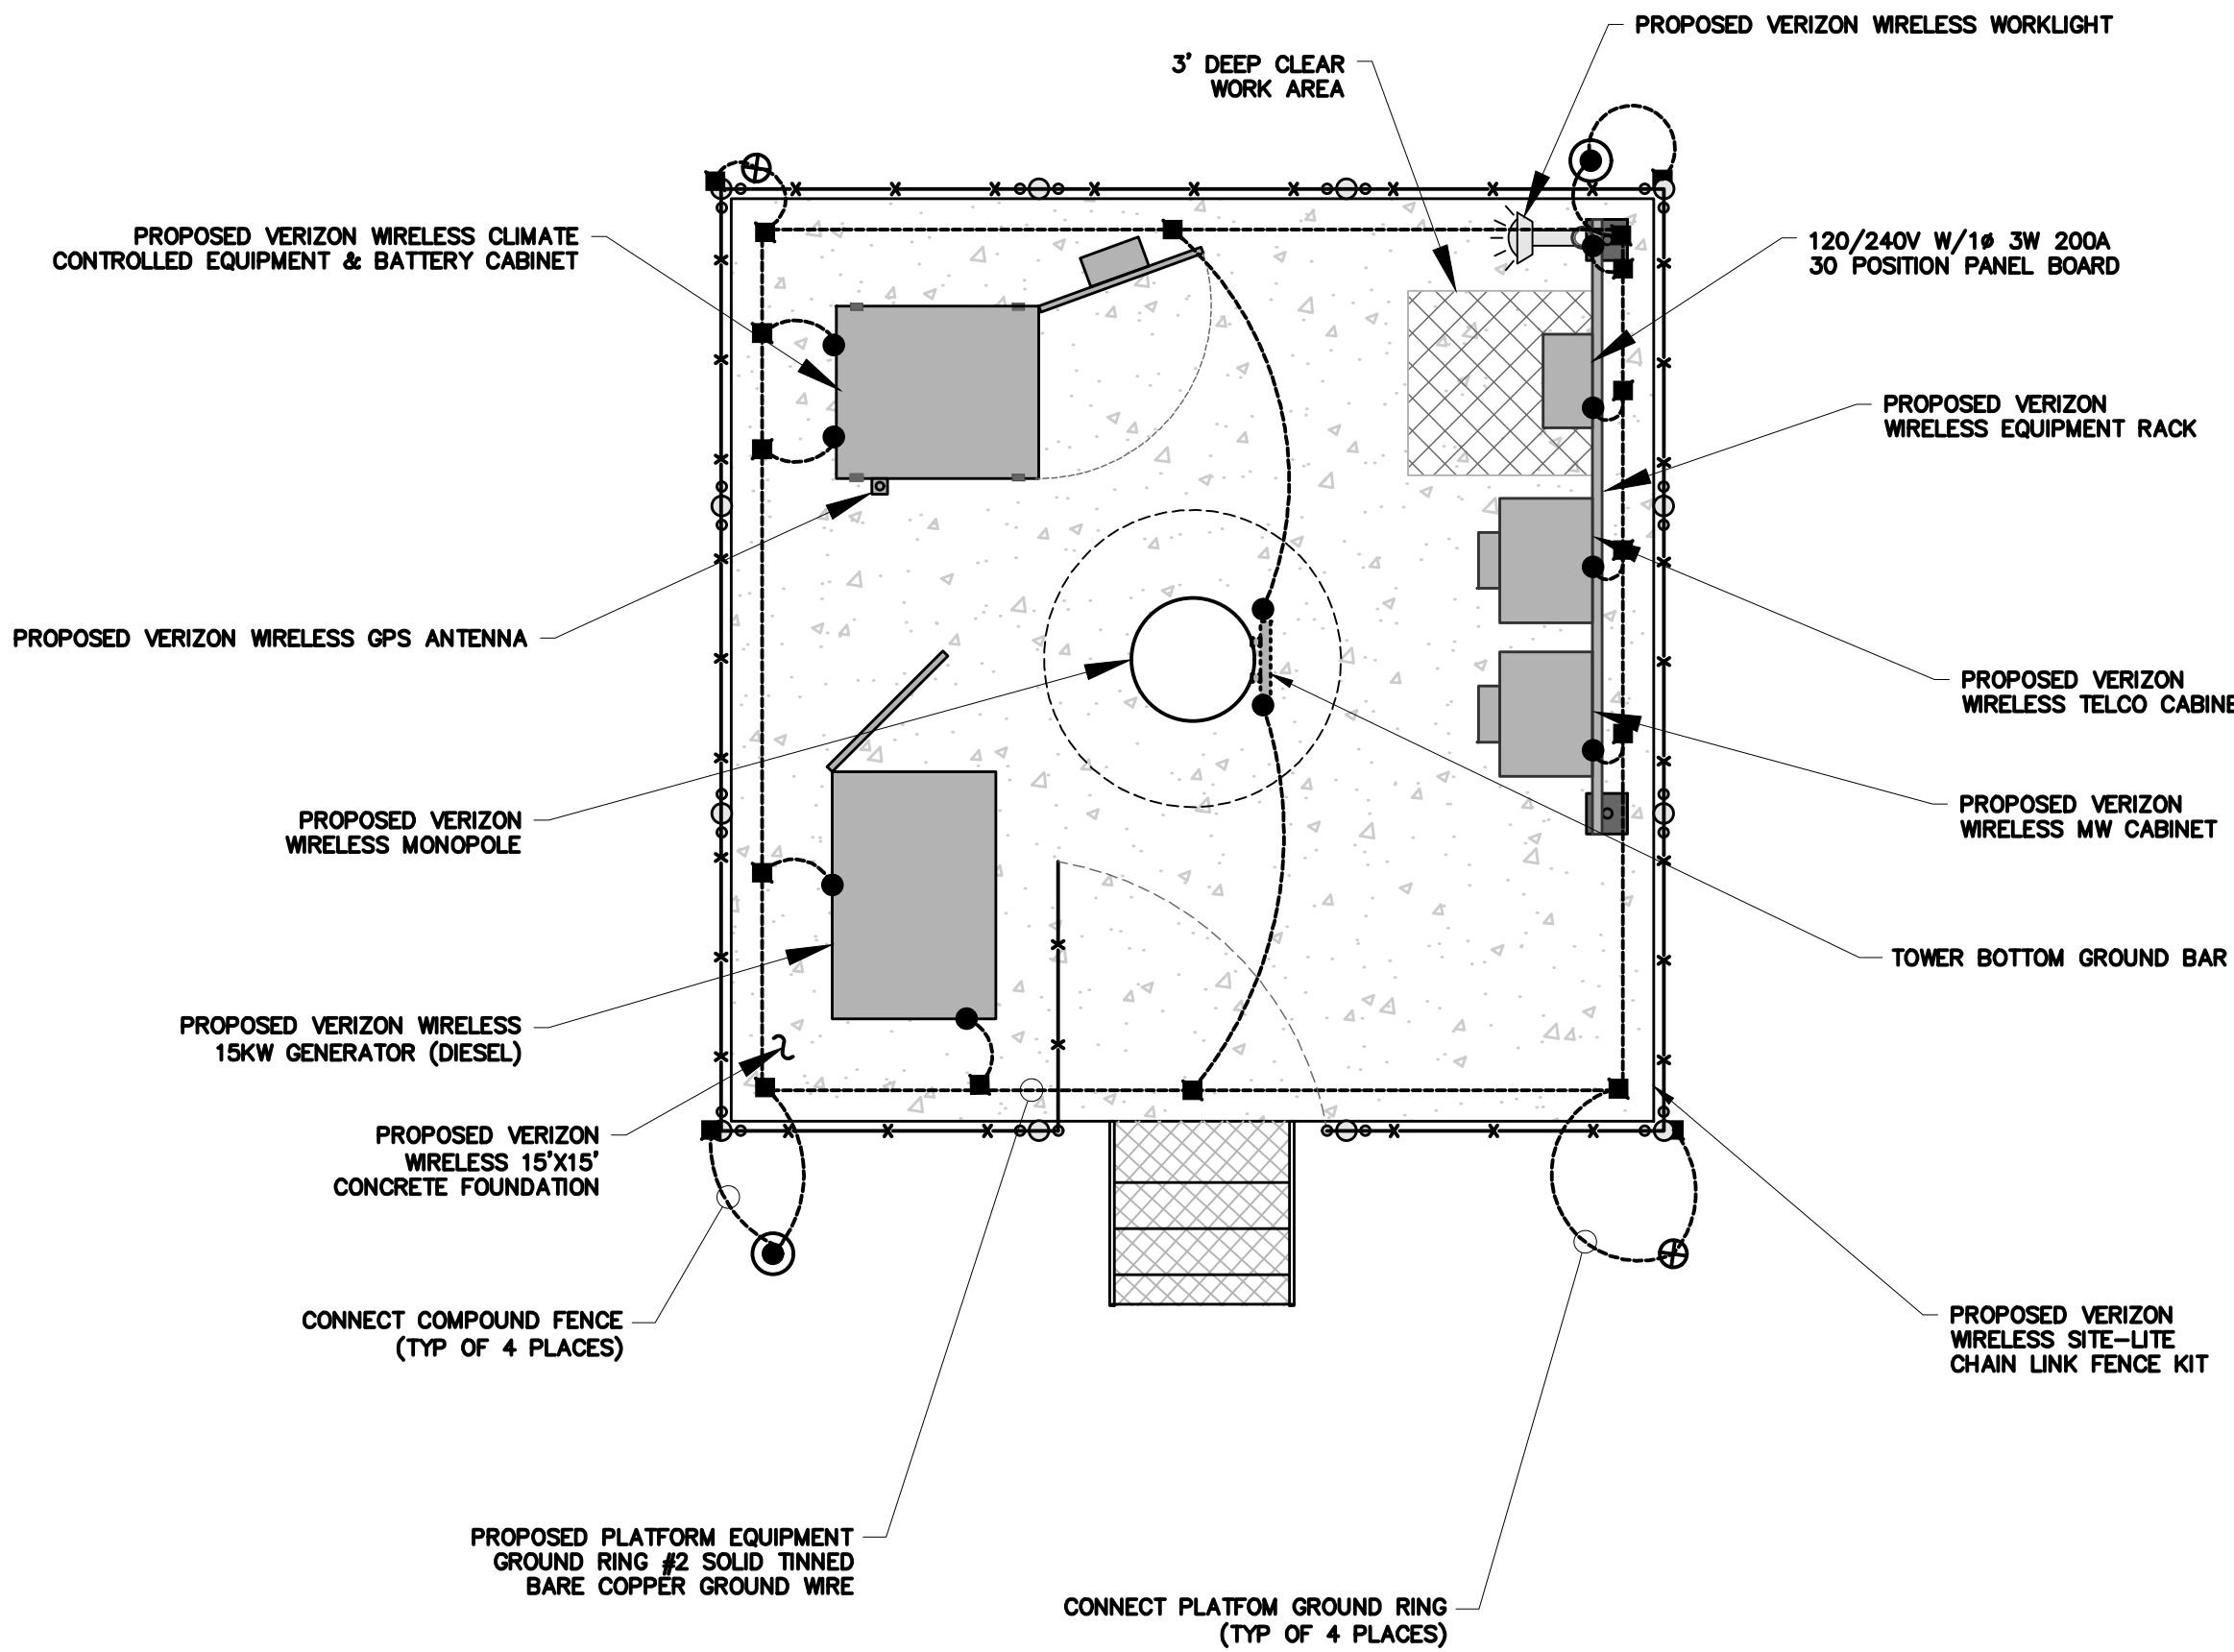 PROPOSED VERIZON WIRELESS WORKLIGHT
3' DEEP CLEAR
WORK AREA
PROPOSED VERIZON WIRELESS CLIMATE
CONTROLLED EQUIPMENT & BATTERY CABINET
120/240V W/1ø 3W 200A
30 POSITION PANEL BOARD
PROPOSED VERIZON
WIRELESS EQUIPMENT RACK
PROPOSED VERIZON WIRELESS GPS ANTENNA
PROPOSED VERIZON
WIRELESS TELCO CABINE
PROPOSED VERIZON
WIRELESS MONOPOLE
PROPOSED VERIZON
WIRELESS MW CABINET
TOWER BOTTOM GROUND BAR
PROPOSED VERIZON WIRELESS
15KW GENERATOR (DIESEL)
PROPOSED VERIZON
WIRELESS 15'X15'
CONCRETE FOUNDATION
CONNECT COMPOUND FENCE
(TYP OF 4 PLACES)
PROPOSED VERIZON
WIRELESS SITE-LITE
CHAIN LINK FENCE KIT
PROPOSED PLATFORM EQUIPMENT
GROUND RING #2 SOLID TINNED
BARE COPPER GROUND WIRE
CONNECT PLATFOM GROUND RING
(TYP OF 4 PLACES)